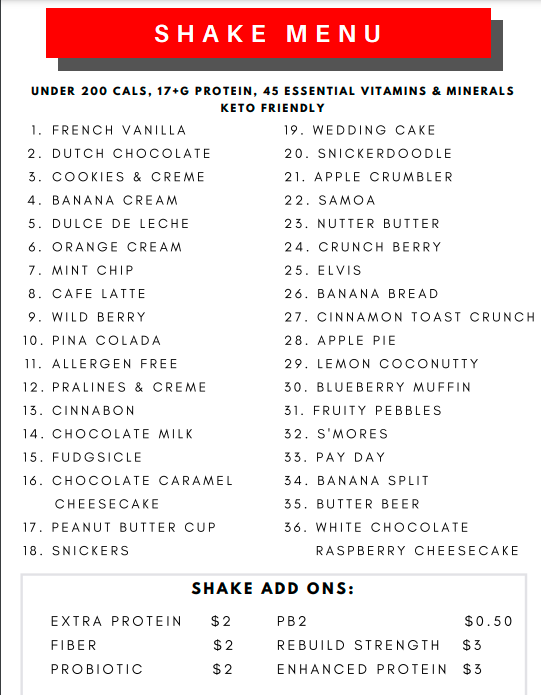 SHAKE MENU
UNDER 200 CALS, 17+G PROTEIN, 45 ESSENTIAL VITAMINS & MINERALS
KETO FRIENDLY
1. FRENCH VANILLA
2. DUTCH CHOCOLATE
3. COOKIES & CREME
4. BANANA CREAM
5. DULCE DE LECHE
6. ORANGE CREAM
7. MINT CHIP
8. CAFE LATTE
9. WILD BERRY
10. PINA COLADA
11. ALLERGEN FREE
12. PRALINES & CREME
13. CINNABON
14. CHOCOLATE MILK
15. FUDGSICLE
16. CHOCOLATE CARAMEL
CHEESECAKE
17. PEANUT BUTTER CUP
18. SNICKERS
19. WEDDING CAKE
20. SNICKERDOODLE
21. APPLE CRUMBLER
22. SAMOA
23. NUTTER BUTTER
24. CRUNCH BERRY
25. ELVIS
26. BANANA BREAD
27. CINNAMON TOAST CRUNCH
28. APPLE PIE
29. LEMON COCONUTTY
30. BLUEBERRY MUFFIN
31. FRUITY PEBBLES
32. S'MORES
33. PAY DAY
34. BANANA SPLIT
35. BUTTER BEER
36. WHITE CHOCOLATE
RASPBERRY CHEESECAKE
SHAKE ADD ONS:
EXTRA PROTEIN $2
FIBER $2
PROBIOTIC $2
PB2 $0.50
REBUILD STRENGTH $3
ENHANCED PROTEIN $3